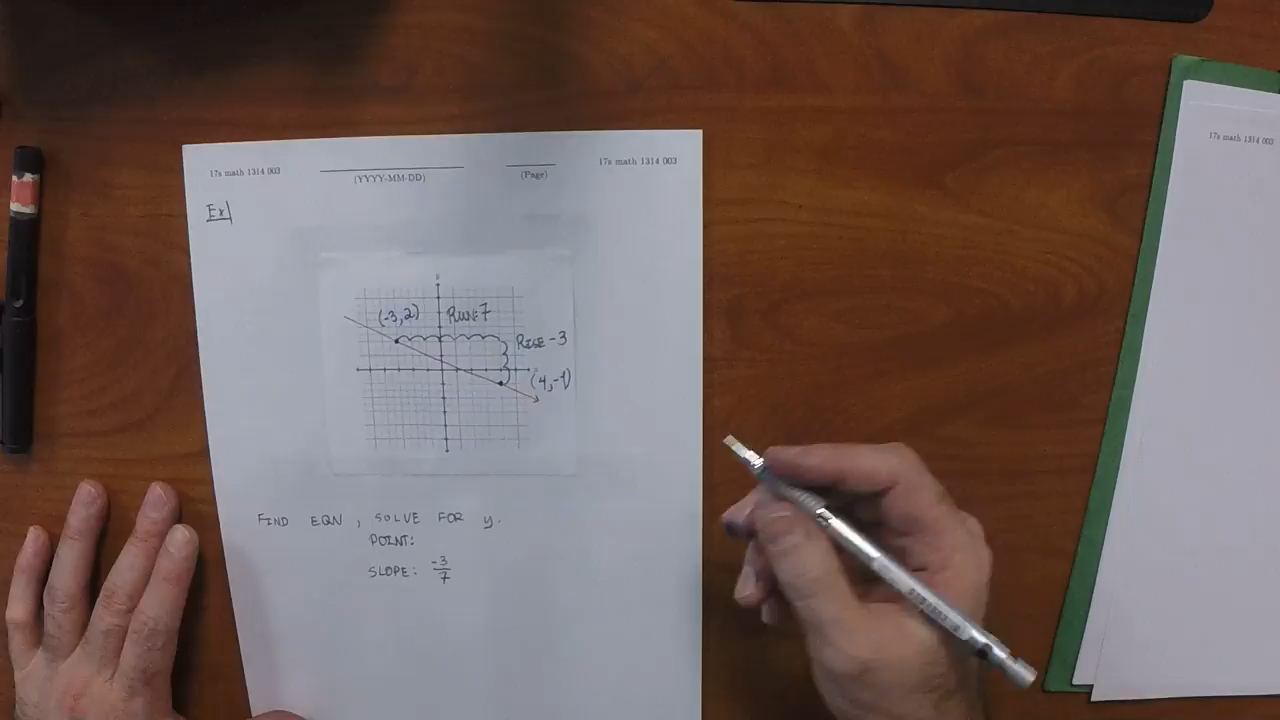 17s math 1314 003
(YYYY-MM-DD)
(Page)
17s math 1314 003
Ex
(-3,2)
RUN: 7
RISE -3
(4,-1)
FIND EQN, SOLVE FOR y.
POINT:
SLOPE: -3/7
17s math 1314 003